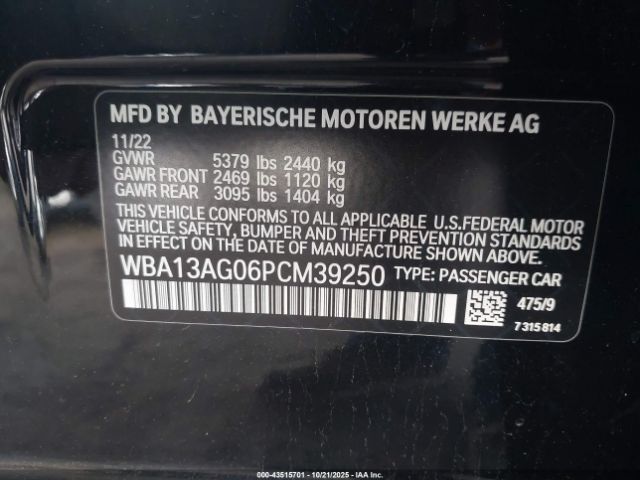 MFD BY BAYERISCHE MOTOREN WERKE AG
11/22
GVWR 5379 lbs 2440 kg
GAWR FRONT 2469 lbs 1120 kg
GAWR REAR 3095 lbs 1404 kg
THIS VEHICLE CONFORMS TO ALL APPLICABLE U.S.FEDERAL MOTOR
VEHICLE SAFETY, BUMPER AND THEFT PREVENTION STANDARDS
IN EFFECT ON THE DATE OF MANUFACTURE SHOWN ABOVE.
WBA13AG06PCM39250 TYPE: PASSENGER CAR
475/9
7 315 814
000-43515701 - 10/21/2025 - IAA Inc.